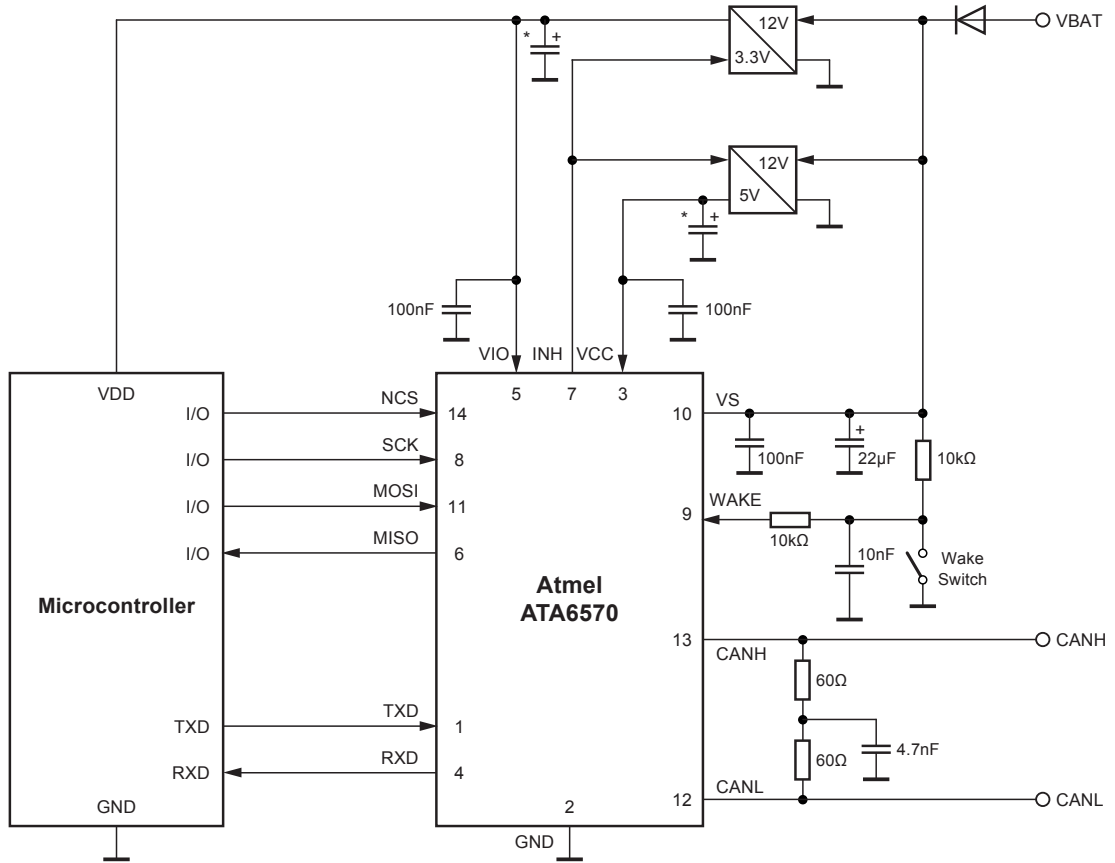 12V
VBAT
* +
3.3V
12V
5V
* +
100nF
100nF
VIO
INH
VCC
VDD
5
7
3
I/O
NCS
14
10
VS
I/O
SCK
8
100nF
+
22µF
10kΩ
I/O
MOSI
11
WAKE
9
I/O
MISO
6
10kΩ
10nF
Wake
Switch
Microcontroller
Atmel
ATA6570
13
CANH
CANH
60Ω
TXD
TXD
1
4.7nF
60Ω
RXD
RXD
4
CANL
12
CANL
GND
2
GND